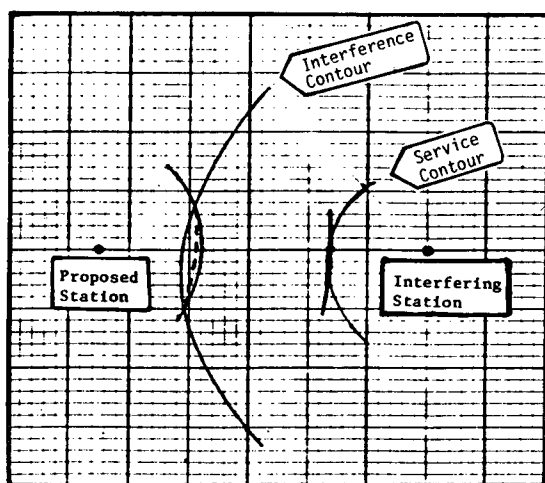 Interference
Contour
Service
Contour
Proposed
Station
Interfering
Station